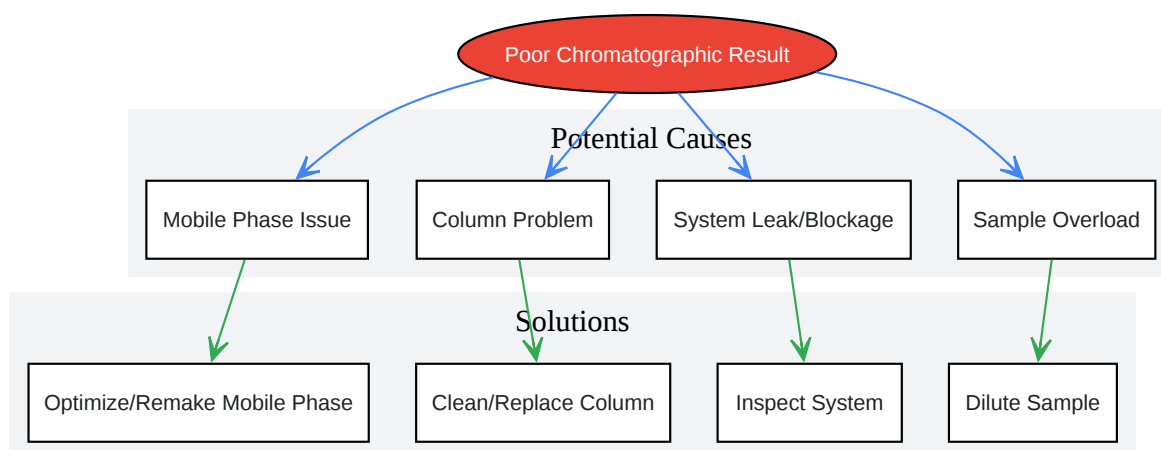 Poor Chromatographic Result
Potential Causes
Mobile Phase Issue
Column Problem
System Leak/Blockage
Sample Overload
Solutions
Optimize/Remake Mobile Phase
Clean/Replace Column
Inspect System
Dilute Sample